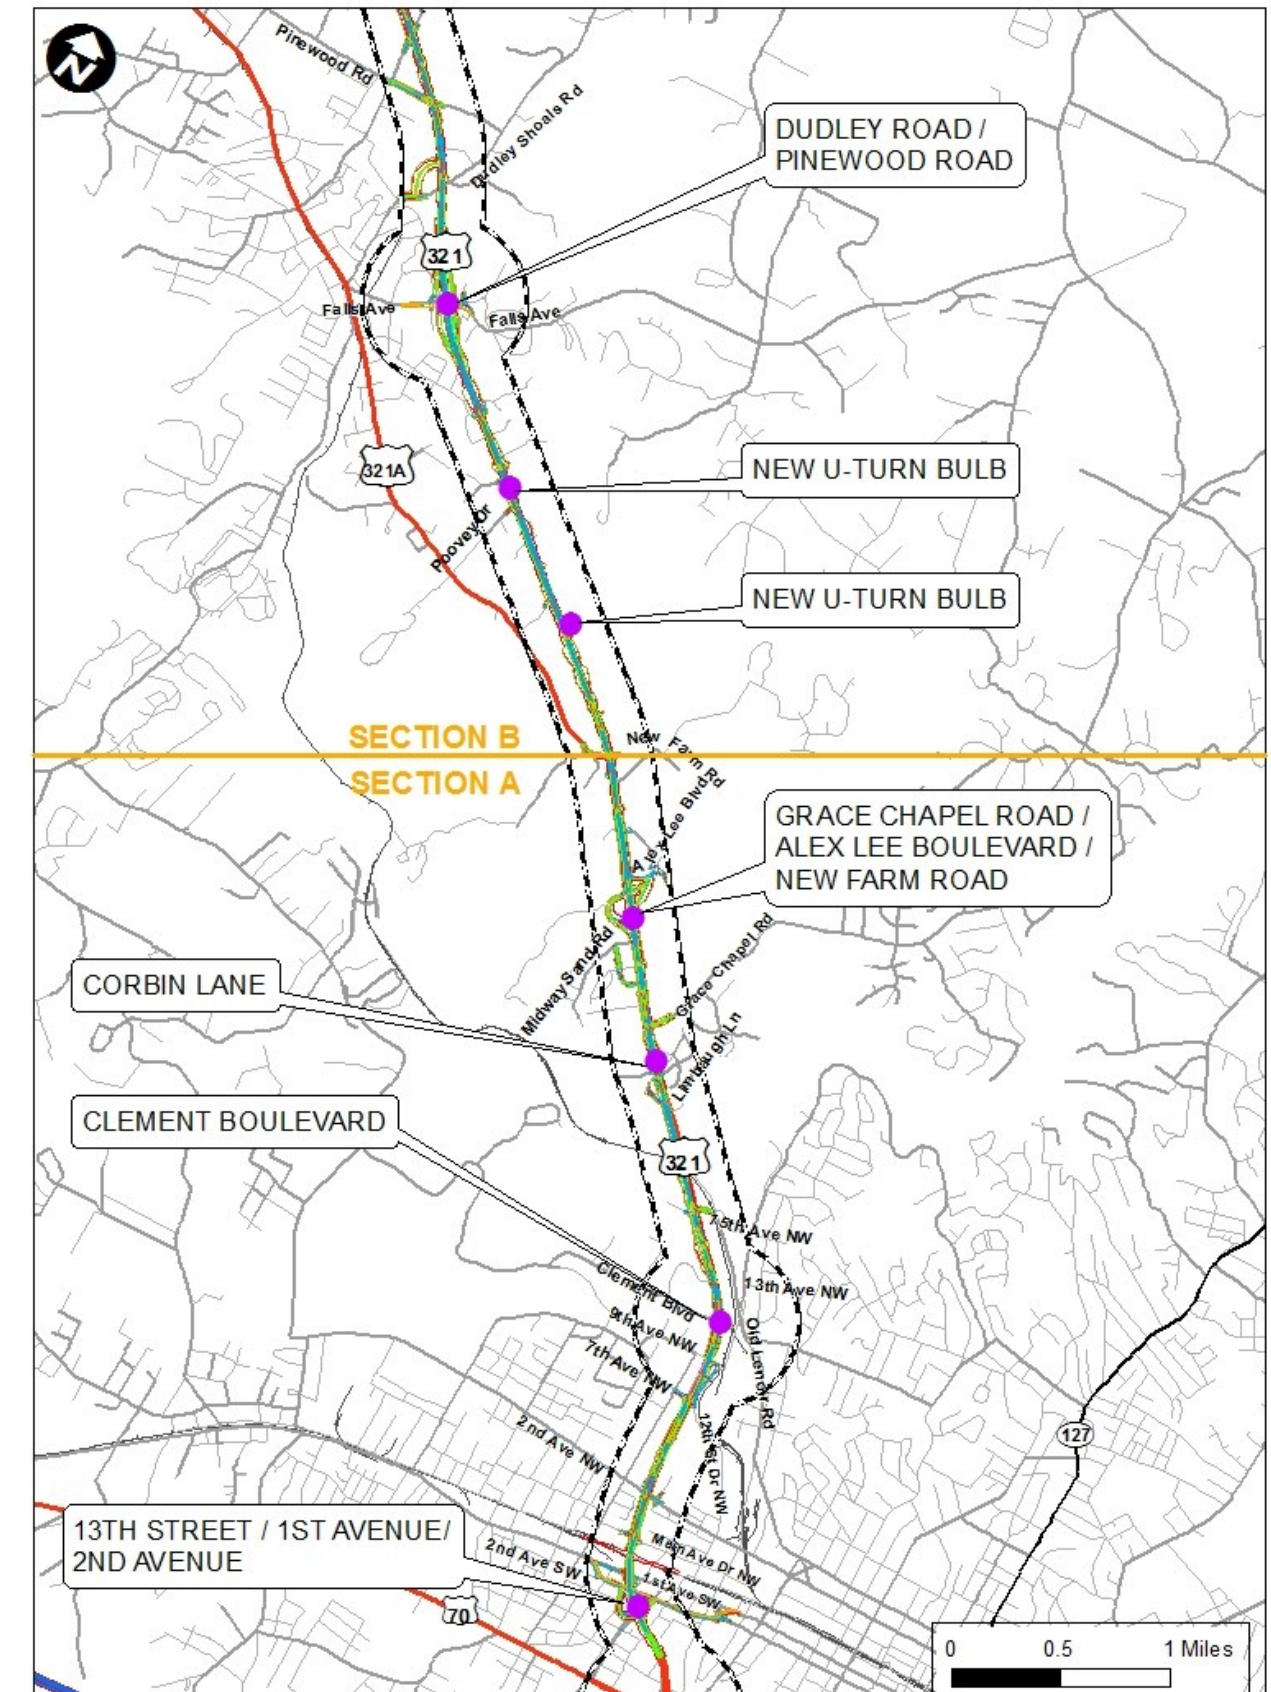 N
Pinewood Rd
Dudley Shoals Rd
DUDLEY ROAD /
PINEWOOD ROAD
321
Falls Ave
Falls Ave
321A
NEW U-TURN BULB
Poovey Dr
NEW U-TURN BULB
SECTION B
New Farm Rd
SECTION A
Alex Lee Blvd
GRACE CHAPEL ROAD /
ALEX LEE BOULEVARD /
NEW FARM ROAD
Midway Sand Rd
Grace Chapel Rd
CORBIN LANE
Limbaugh Ln
CLEMENT BOULEVARD
321
15th Ave NW
Clement Blvd
13th Ave NW
9th Ave NW
Old Lenoir Rd
7th Ave NW
12th St Dr NW
127
2nd Ave NW
13TH STREET / 1ST AVENUE/
2ND AVENUE
2nd Ave SW
Main Ave Dr NW
1st Ave SW
70
0 0.5 1 Miles